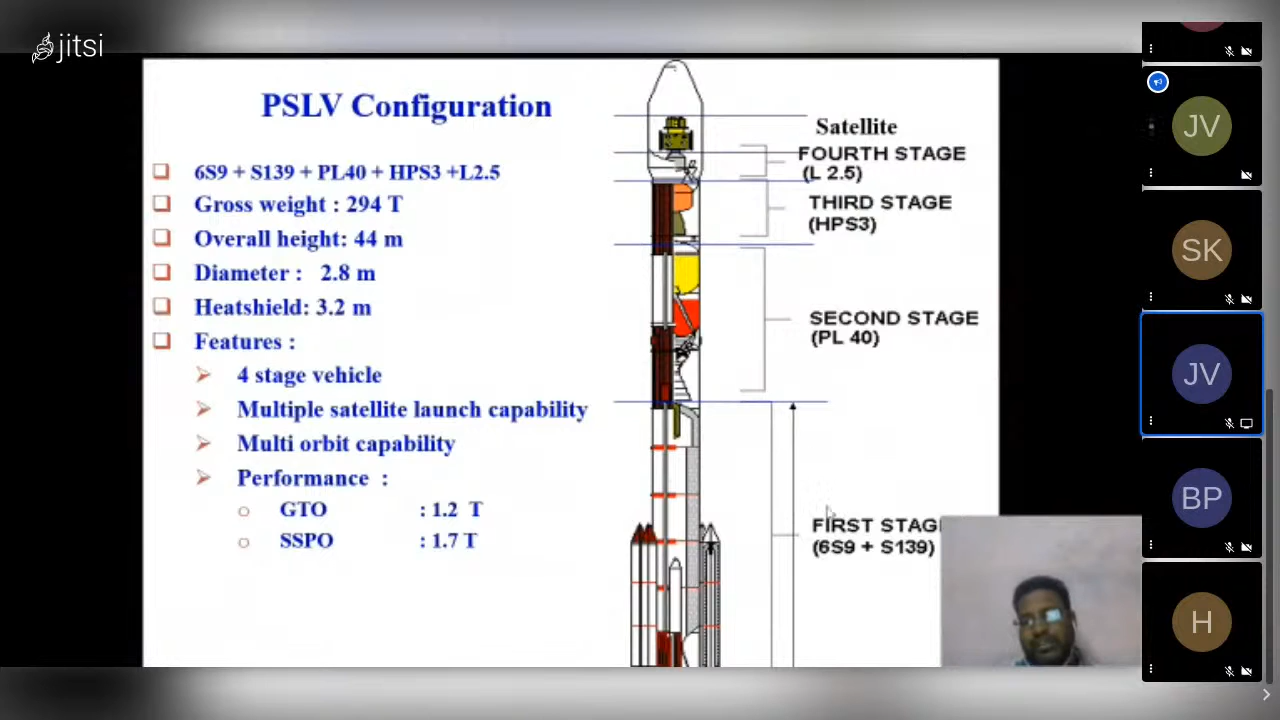 jitsi
PSLV Configuration
6S9 + S139 + PL40 + HPS3 +L2.5
Gross weight : 294 T
Overall height: 44 m
Diameter : 2.8 m
Heatshield: 3.2 m
Features :
4 stage vehicle
Multiple satellite launch capability
Multi orbit capability
Performance :
GTO : 1.2 T
SSPO : 1.7 T
Satellite
FOURTH STAGE
(L 2.5)
THIRD STAGE
(HPS3)
SECOND STAGE
(PL 40)
FIRST STAG
(6S9 + S139)
JV
SK
JV
BP
H